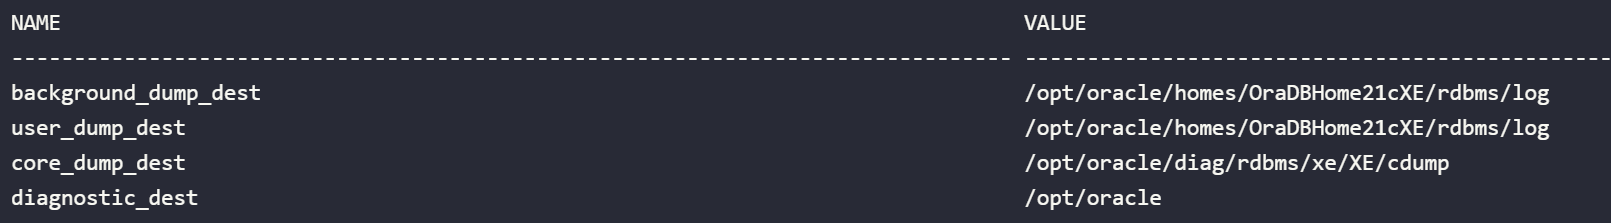 NAME VALUE
-------------------------------------------------------------------------------- -----------------------------------------------
background_dump_dest /opt/oracle/homes/OraDBHome21cXE/rdbms/log
user_dump_dest /opt/oracle/homes/OraDBHome21cXE/rdbms/log
core_dump_dest /opt/oracle/diag/rdbms/xe/XE/cdump
diagnostic_dest /opt/oracle